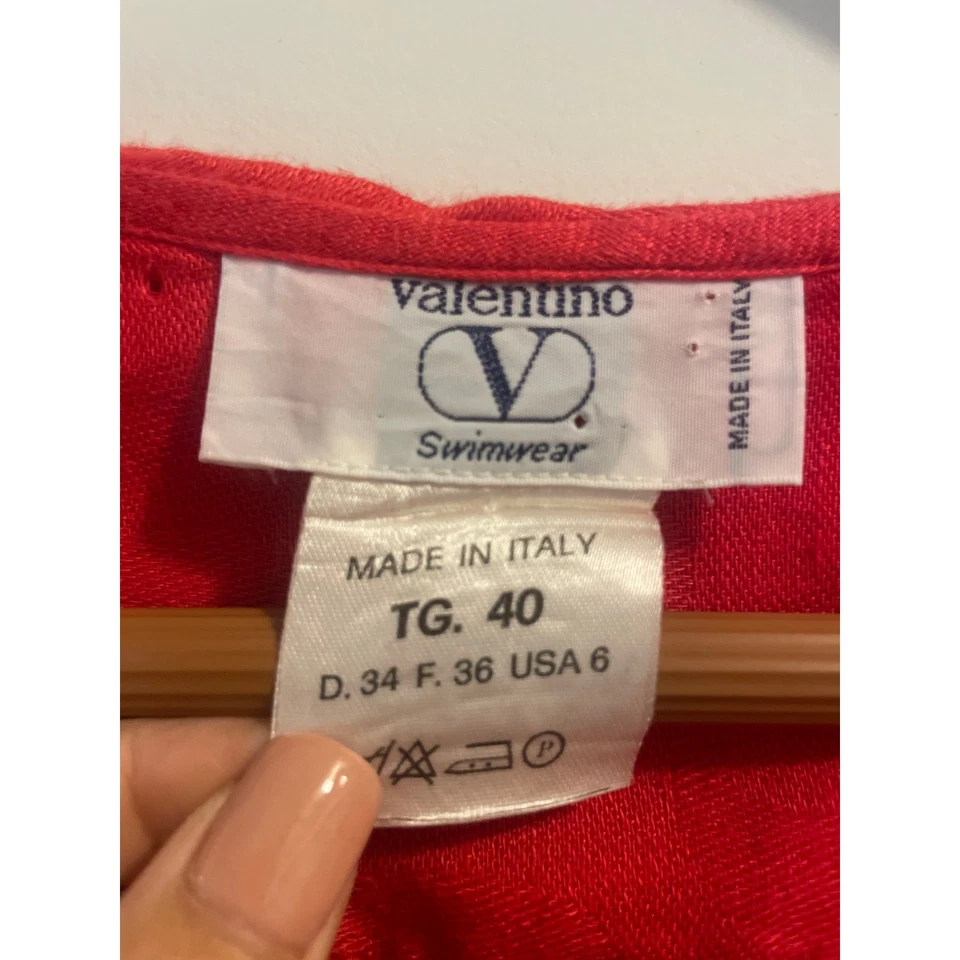 Valentino
V
Swimwear
MADE IN ITALY
MADE IN ITALY
TG. 40
D. 34 F. 36 USA 6
P